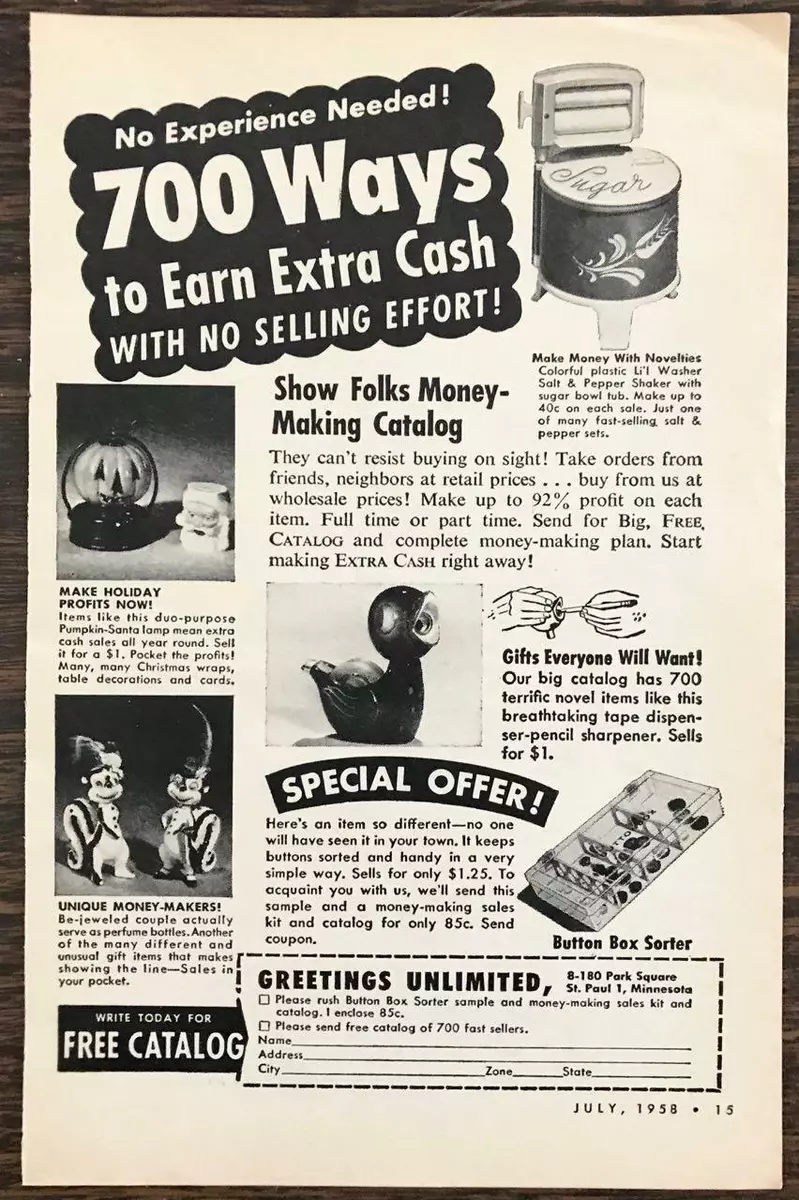 No Experience Needed!
700 Ways
to Earn Extra Cash
WITH NO SELLING EFFORT!
Sugar
Make Money With Novelties
Colorful plastic Li'l Washer
Salt & Pepper Shaker with
sugar bowl tub. Make up to
40c on each sale. Just one
of many fast-selling salt &
pepper sets.
Show Folks Money-
Making Catalog
They can't resist buying on sight! Take orders from
friends, neighbors at retail prices . . . buy from us at
wholesale prices! Make up to 92% profit on each
item. Full time or part time. Send for Big, FREE,
CATALOG and complete money-making plan. Start
making EXTRA CASH right away!
MAKE HOLIDAY
PROFITS NOW!
Items like this duo-purpose
Pumpkin-Santa lamp mean extra
cash sales all year round. Sell
it for a $1. Pocket the profits!
Many, many Christmas wraps,
table decorations and cards.
Gifts Everyone Will Want!
Our big catalog has 700
terrific novel items like this
breathtaking tape dispen-
ser-pencil sharpener. Sells
for $1.
UNIQUE MONEY-MAKERS!
Be-jeweled couple actually
serve as perfume bottles. Another
of the many different and
unusual gift items that makes
showing the line—Sales in
your pocket.
SPECIAL OFFER!
Here's an item so different—no one
will have seen it in your town. It keeps
buttons sorted and handy in a very
simple way. Sells for only $1.25. To
acquaint you with us, we'll send this
sample and a money-making sales
kit and catalog for only 85c. Send
coupon.
Button Box Sorter
WRITE TODAY FOR
FREE CATALOG
GREETINGS UNLIMITED, 8-180 Park Square
St. Paul 1, Minnesota
☐ Please rush Button Box Sorter sample and money-making sales kit and
catalog. I enclose 85c.
☐ Please send free catalog of 700 fast sellers.
Name
Address
City Zone State
JULY, 1958 • 15